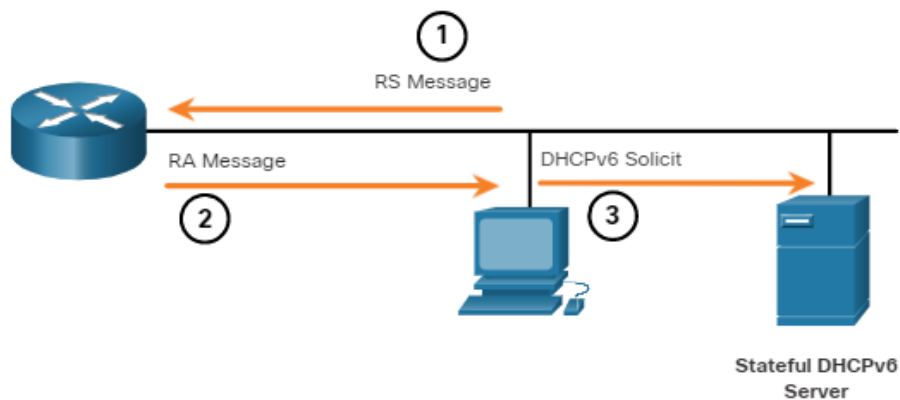 1
RS Message
RA Message
DHCPv6 Solicit
2
3
Stateful DHCPv6
Server